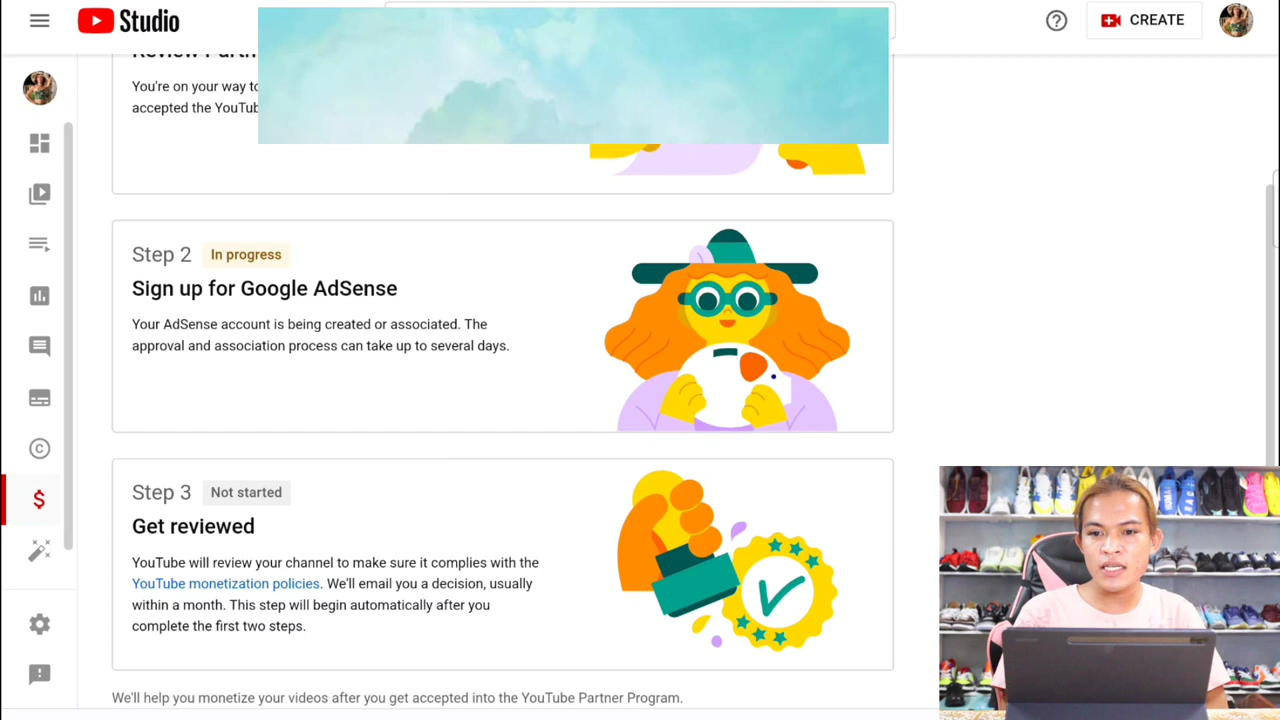 Studio
CREATE
You're on your way to
accepted the
Step 2
In progress
Sign up for Google AdSense
Your AdSense account is being created or associated. The
approval and association process can take up to several days.
Step 3
Not started
Get reviewed
YouTube will review your channel to make sure it complies with the
YouTube monetization policies. We'll email you a decision, usually
within a month. This step will begin automatically after you
complete the first two steps.
We'll help you monetize your videos after you get accepted into the YouTube Partner Program.